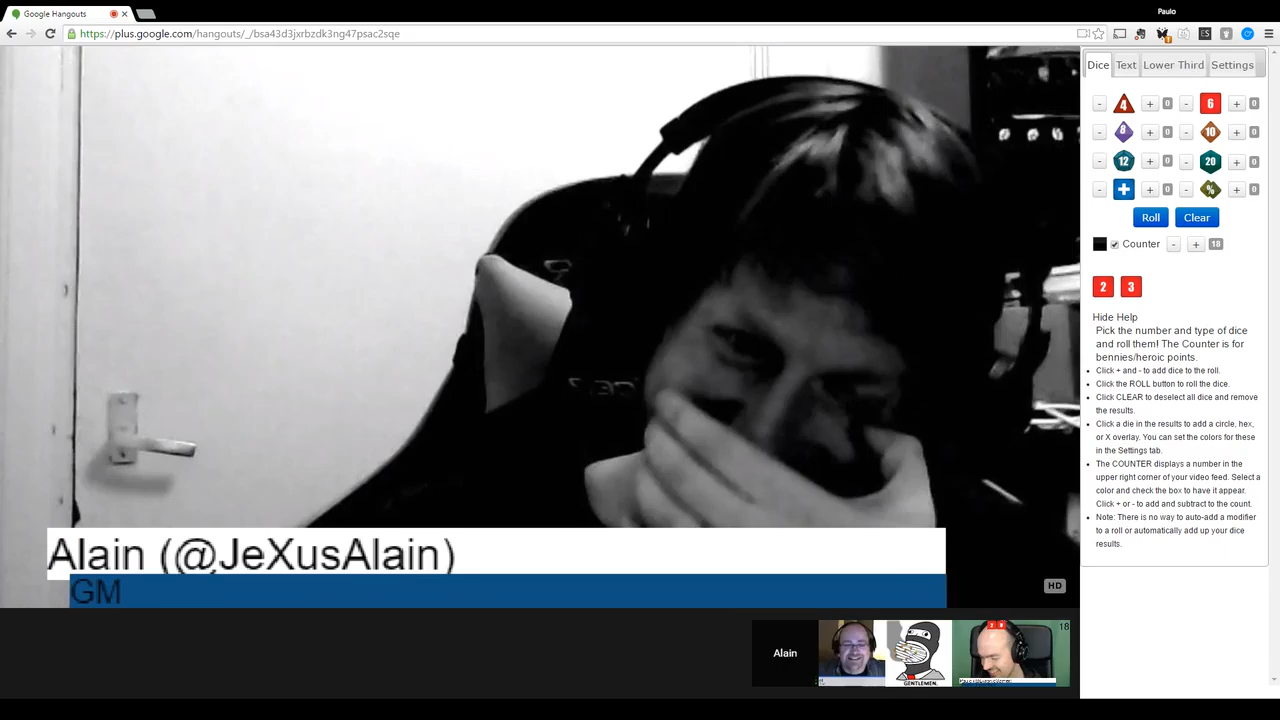 Google Hangouts
Paulo
https://plus.google.com/hangouts/_/bsa43d3jxrbzdk3ng47psac2sqe
ES
Dice Text Lower Third Settings
- 4 + 0 - 6 + 0
- 8 + 0 - 10 + 0
- 12 + 0 - 20 + 0
- + + 0 - % + 0
Roll Clear
Counter - + 18
2 3
Hide Help
Pick the number and type of dice
and roll them! The Counter is for
bennies/heroic points.
Click + and - to add dice to the roll.
Click the ROLL button to roll the dice.
Click CLEAR to deselect all dice and remove
the results.
Click a die in the results to add a circle, hex,
or X overlay. You can set the colors for these
in the Settings tab.
The COUNTER displays a number in the
upper right corner of your video feed. Select a
color and check the box to have it appear.
Click + or - to add and subtract to the count.
Note: There is no way to auto-add a modifier
to a roll or automatically add up your dice
results.
Alain (@JeXusAlain)
GM
HD
Alain
GENTLEMEN.
18